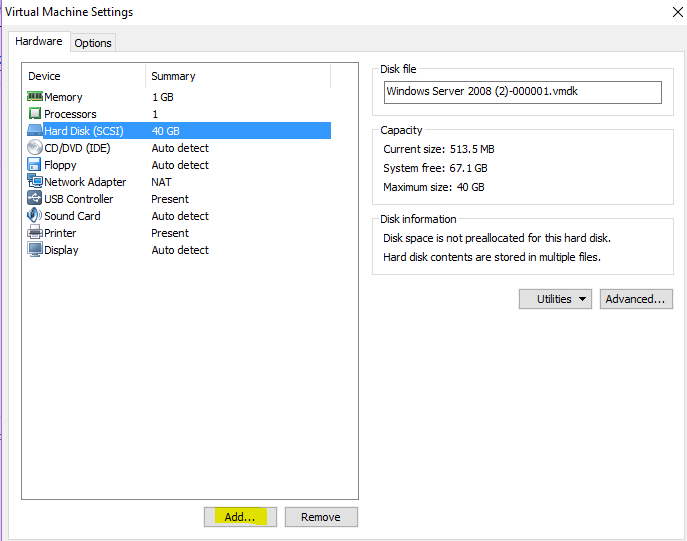 Virtual Machine Settings
Hardware Options
Device Summary
Memory 1 GB
Processors 1
Hard Disk (SCSI) 40 GB
CD/DVD (IDE) Auto detect
Floppy Auto detect
Network Adapter NAT
USB Controller Present
Sound Card Auto detect
Printer Present
Display Auto detect
Add... Remove
Disk file
Windows Server 2008 (2)-000001.vmdk
Capacity
Current size: 513.5 MB
System free: 67.1 GB
Maximum size: 40 GB
Disk information
Disk space is not preallocated for this hard disk.
Hard disk contents are stored in multiple files.
Utilities Advanced...